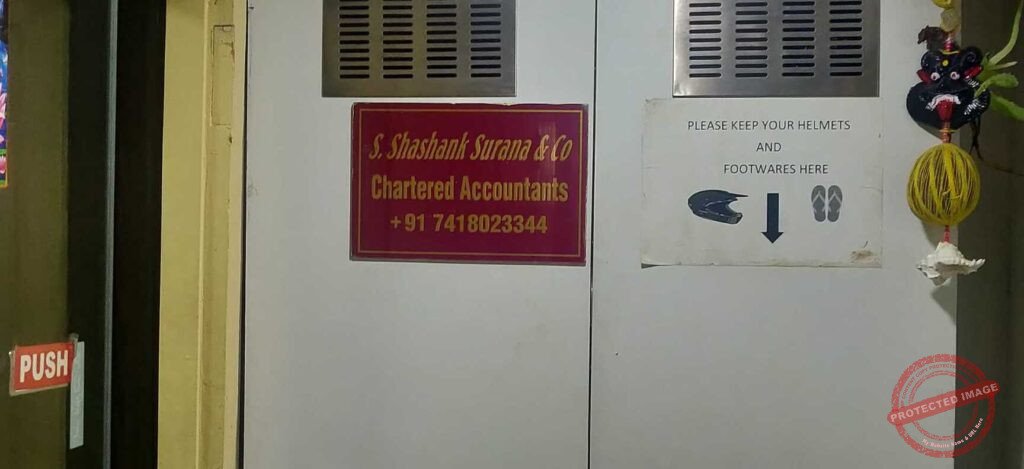 S. Shashank Surana & Co
Chartered Accountants
+91 7418023344
PLEASE KEEP YOUR HELMETS
AND
FOOTWARES HERE
PUSH
PROTECTED IMAGE